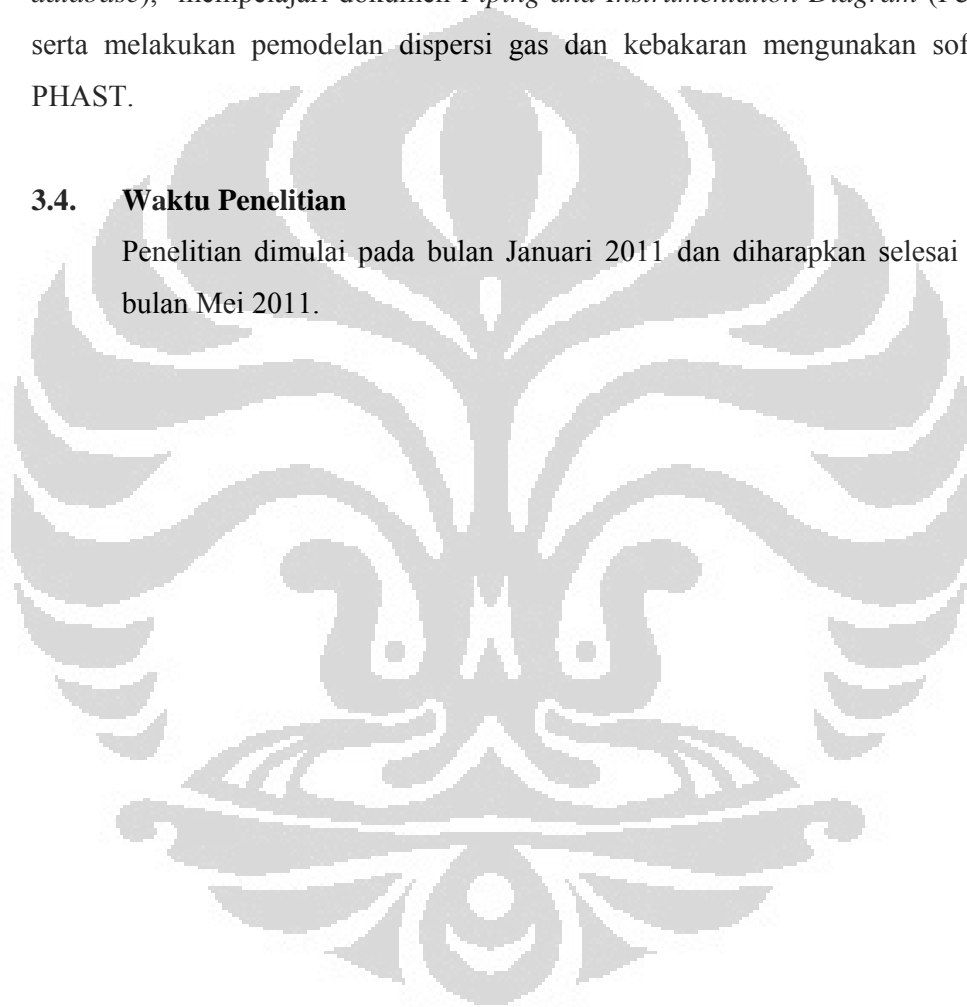 database), mempelajari dokumen Piping and Instrumentation Diagram
serta melakukan pemodelan dispersi gas dan kebakaran mengunakan
PHAST.
3.4. Waktu Penelitian
Penelitian dimulai pada bulan Januari 2011 dan diharapkan selesai
bulan Mei 2011.